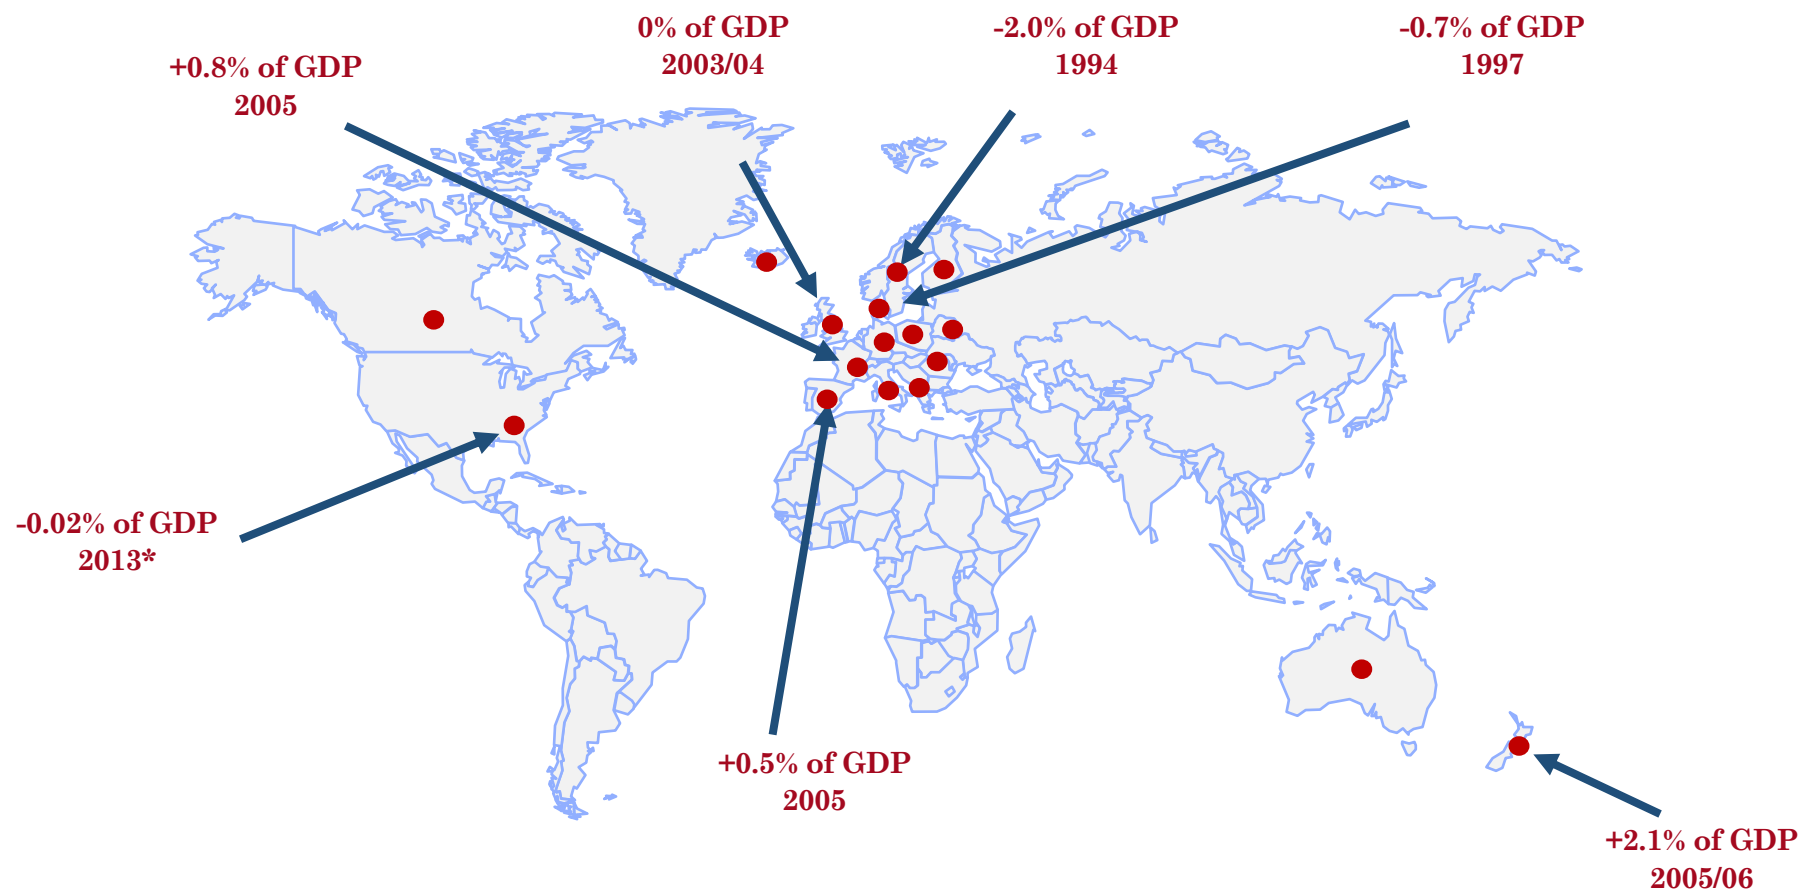 0% of GDP
2003/04
-2.0% of GDP
1994
-0.7% of GDP
1997
+0.8% of GDP
2005
-0.02% of GDP
2013*
+0.5% of GDP
2005
+2.1% of GDP
2005/06